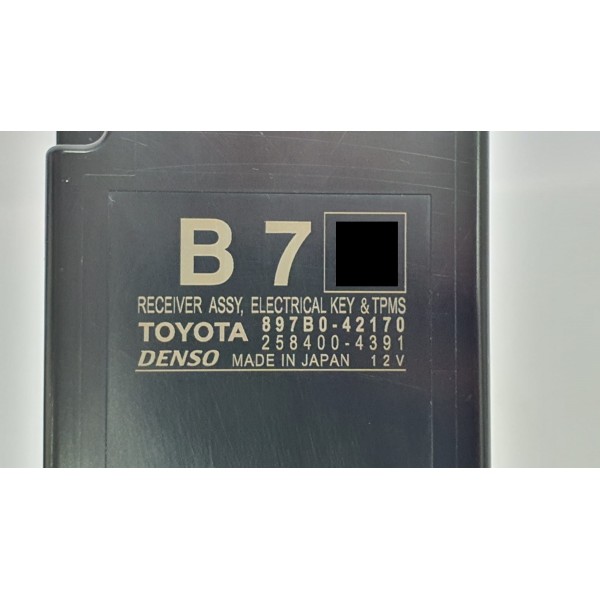 B 7
RECEIVER ASSY, ELECTRICAL KEY & TPMS
TOYOTA 897B0-42170
258400-4391
DENSO MADE IN JAPAN 12V